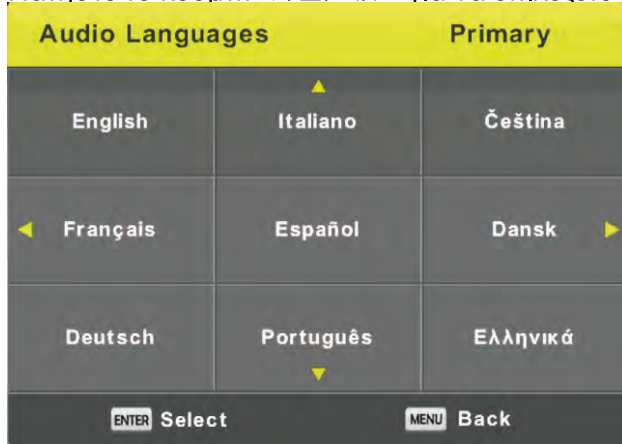 Audio Languages Primary
English Italiano Čeština
Français Español Dansk
Deutsch Português Ελληνικά
ENTER Select MENU Back